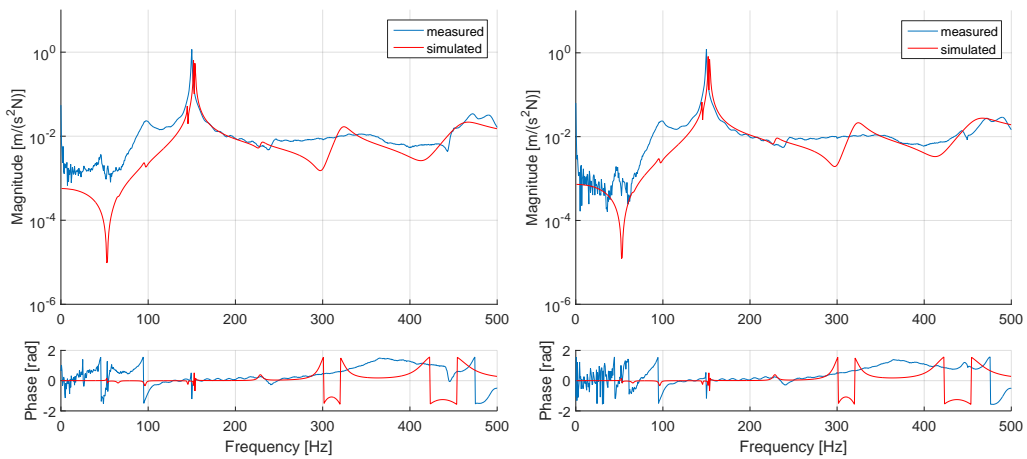 measured
simulated
10^0
10^-2
10^-4
10^-6
Magnitude [m/(s^2N)]
0 100 200 300 400 500
2
0
-2
Phase [rad]
0 100 200 300 400 500
Frequency [Hz]
measured
simulated
10^0
10^-2
10^-4
10^-6
Magnitude [m/(s^2N)]
0 100 200 300 400 500
2
0
-2
Phase [rad]
0 100 200 300 400 500
Frequency [Hz]